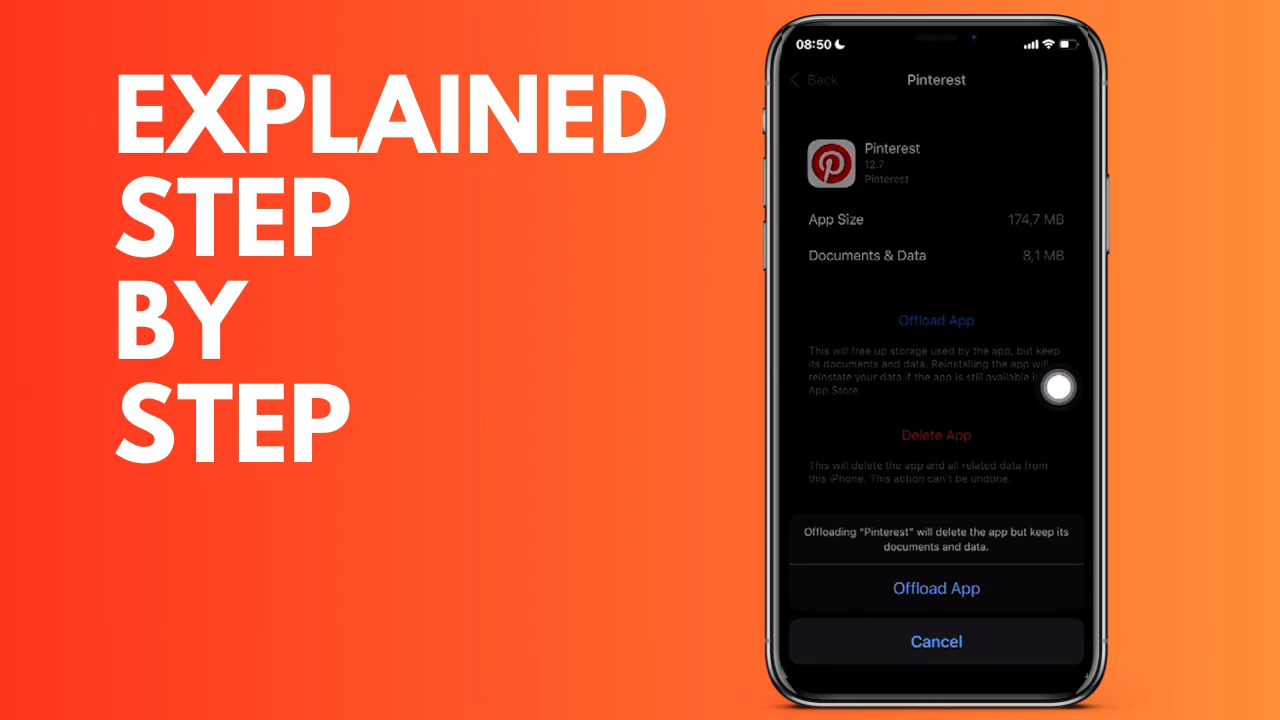 EXPLAINED
STEP
BY
STEP
08:50
Back
Pinterest
Pinterest
12.7
Pinterest
App Size 174,7 MB
Documents & Data 8,1 MB
Offload App
This will free up storage used by the app, but keep
its documents and data. Reinstalling the app will
reinstate your data if the app is still available
App Store.
Delete App
This will delete the app and all related data from
this iPhone. This action can't be undone.
Offloading "Pinterest" will delete the app but keep its
documents and data.
Offload App
Cancel